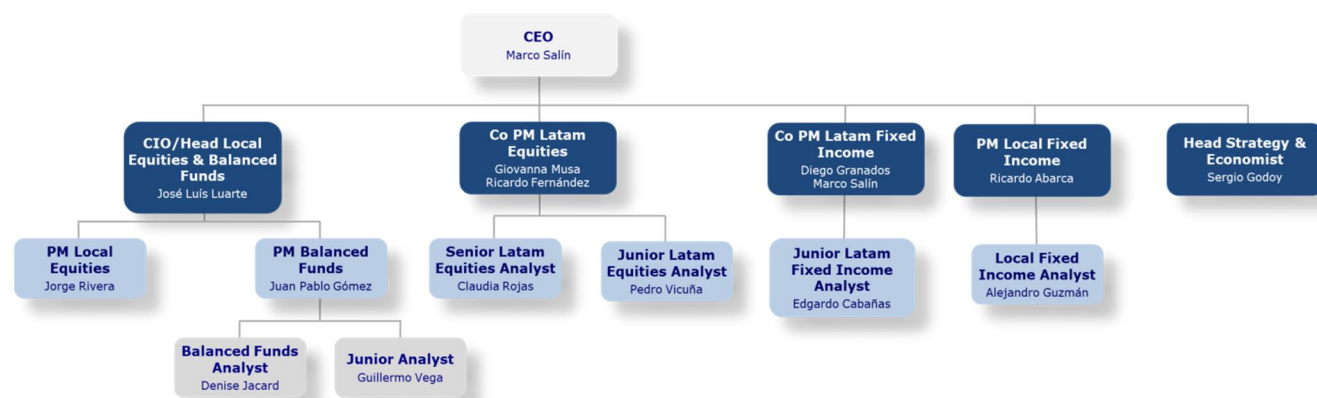 CEO
Marco Salín
CIO/Head Local
Equities & Balanced
Funds
José Luís Luarte
Co PM Latam
Equities
Giovanna Musa
Ricardo Fernández
Co PM Latam Fixed
Income
Diego Granados
Marco Salín
PM Local Fixed
Income
Ricardo Abarca
Head Strategy &
Economist
Sergio Godoy
PM Local
Equities
Jorge Rivera
PM Balanced
Funds
Juan Pablo Gómez
Senior Latam
Equities Analyst
Claudia Rojas
Junior Latam
Equities Analyst
Pedro Vicuña
Junior Latam
Fixed Income
Analyst
Edgardo Cabañas
Local Fixed
Income Analyst
Alejandro Guzmán
Balanced Funds
Analyst
Denise Jacard
Junior Analyst
Guillermo Vega